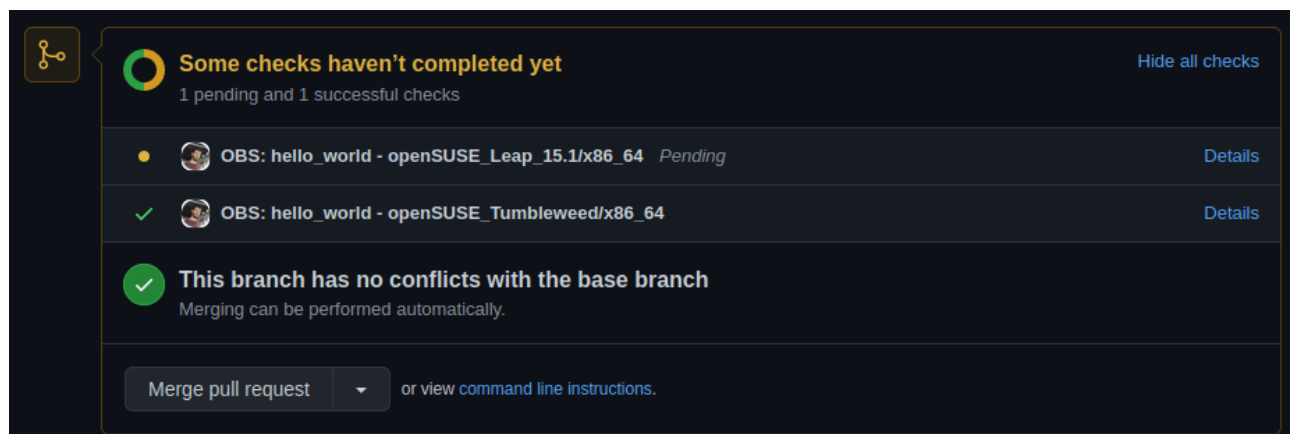 Some checks haven’t completed yet
Hide all checks
1 pending and 1 successful checks
OBS: hello_world - openSUSE_Leap_15.1/x86_64 Pending Details
OBS: hello_world - openSUSE_Tumbleweed/x86_64 Details
This branch has no conflicts with the base branch
Merging can be performed automatically.
Merge pull request or view command line instructions.